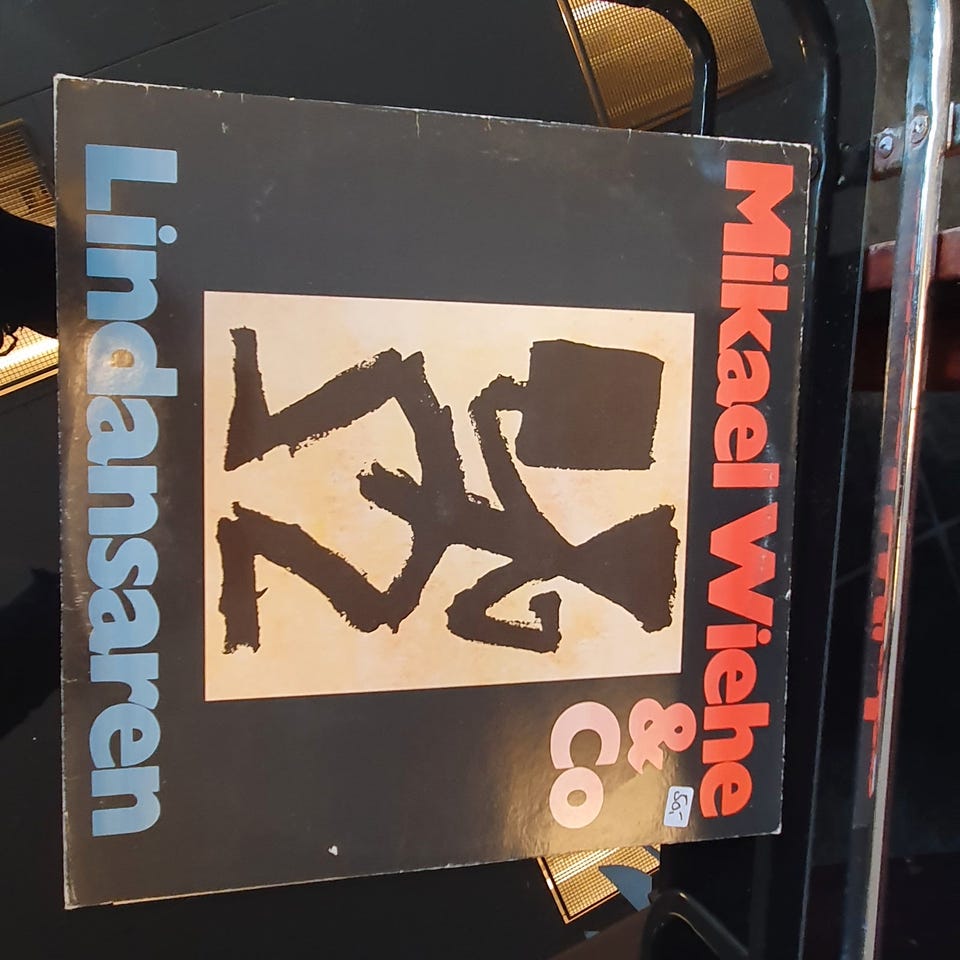 Mikael Wiehe
&
Co
50:-
Lindansaren